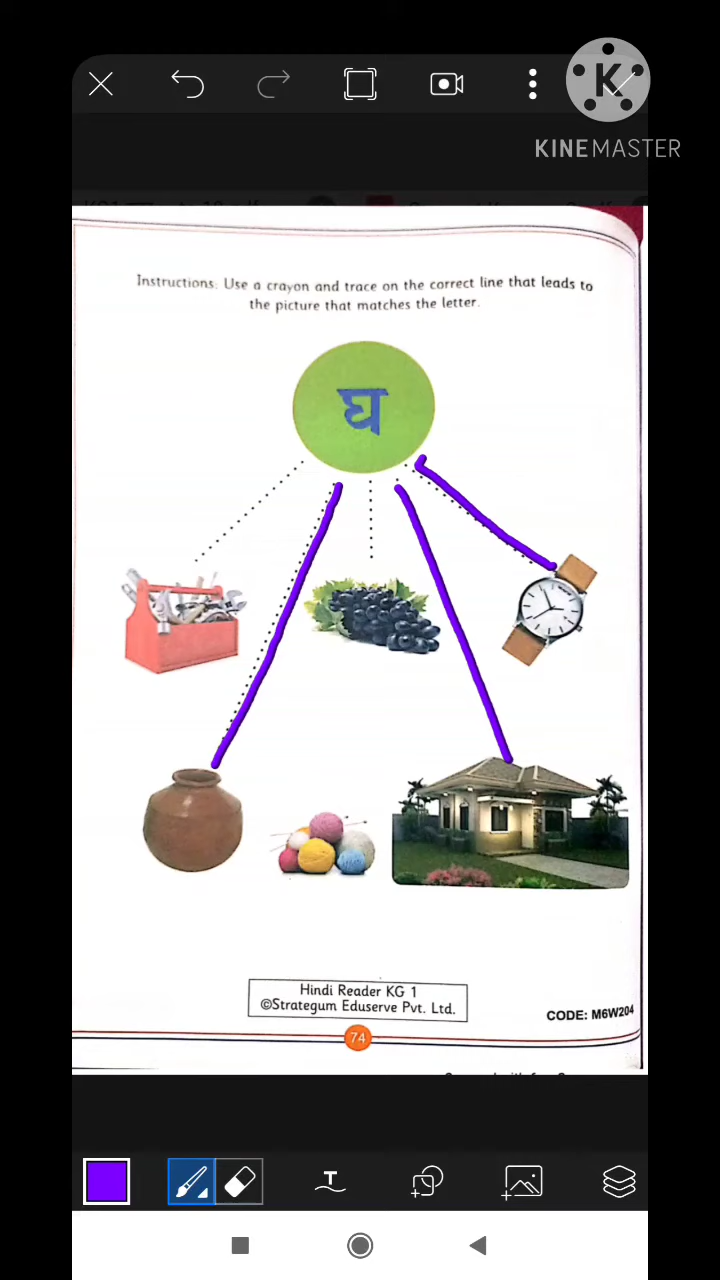 K
KINEMASTER
Instructions: Use a crayon and trace on the correct line that leads to
the picture that matches the letter.
घ
Hindi Reader KG 1
©Strategum Eduserve Pvt. Ltd.
CODE: M6W204
74
T